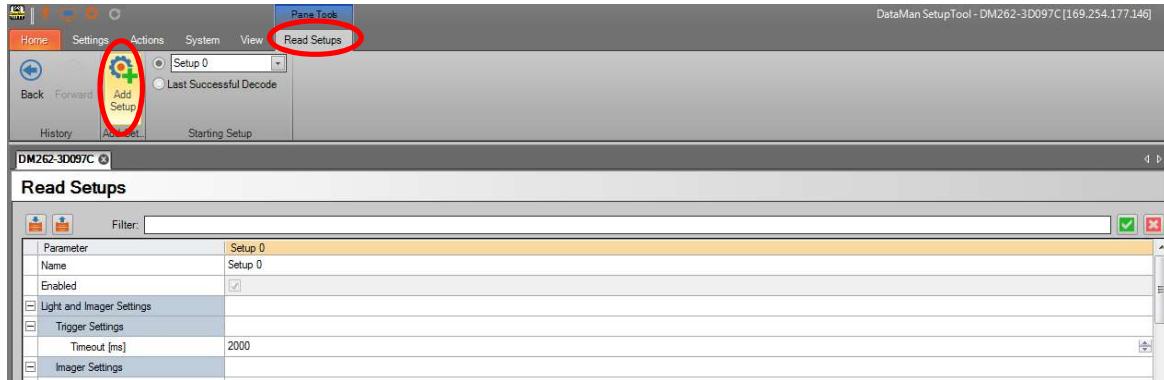 Pane Tools
DataMan SetupTool - DM262-3D097C [169.254.177.146]
Home Settings Actions System View Read Setups
Setup 0
Last Successful Decode
Back Forward Add Setup
History Add Set... Starting Setup
DM262-3D097C
Read Setups
Filter:
Parameter Setup 0
Name Setup 0
Enabled
Light and Imager Settings
Trigger Settings
Timeout [ms] 2000
Imager Settings